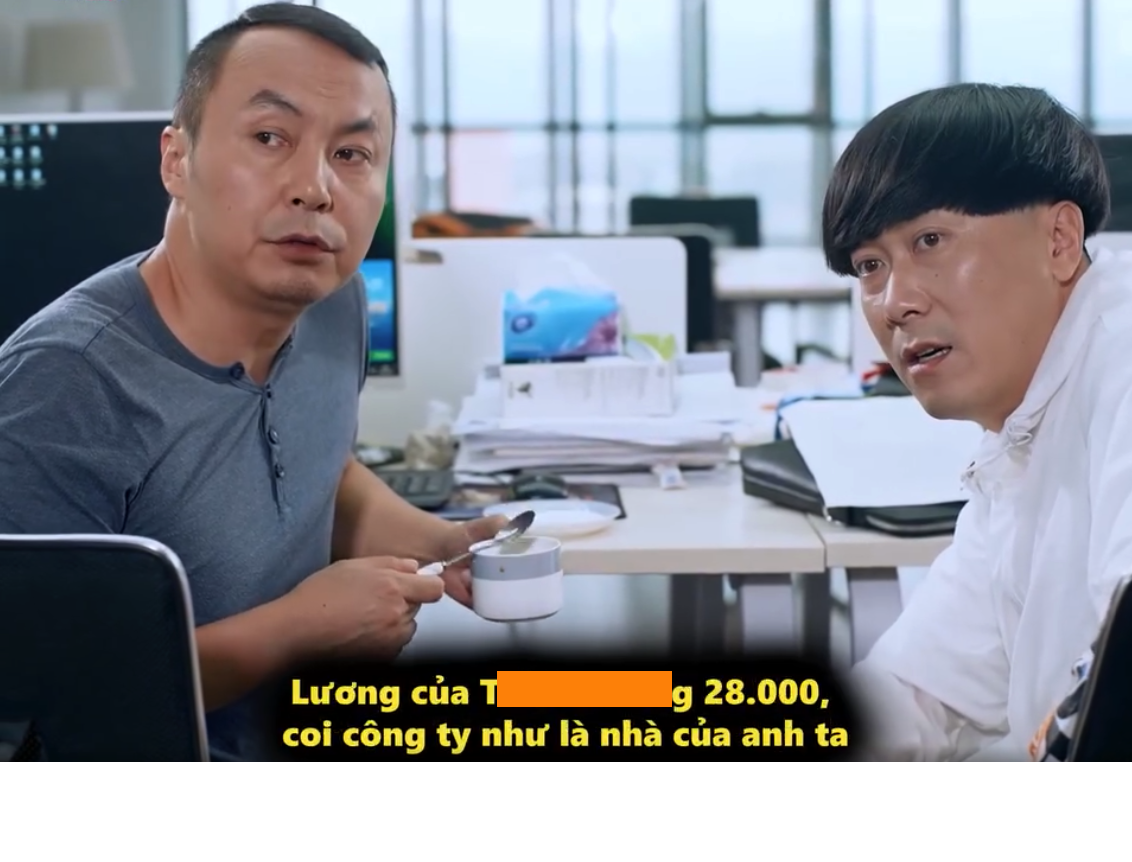 Lương của 28.000,
coi công ty như là nhà của anh ta